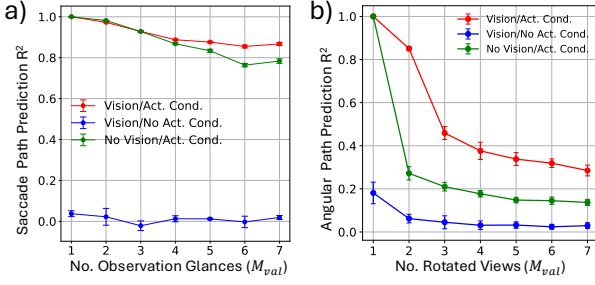 a)
Saccade Path Prediction R²
1.0
0.8
0.6
0.4
0.2
0.0
Vision/Act. Cond.
Vision/No Act. Cond.
No Vision/Act. Cond.
1 2 3 4 5 6 7
No. Observation Glances (M_val)
b)
Angular Path Prediction R²
1.0
0.8
0.6
0.4
0.2
0.0
Vision/Act. Cond.
Vision/No Act. Cond.
No Vision/Act. Cond.
1 2 3 4 5 6 7
No. Rotated Views (M_val)